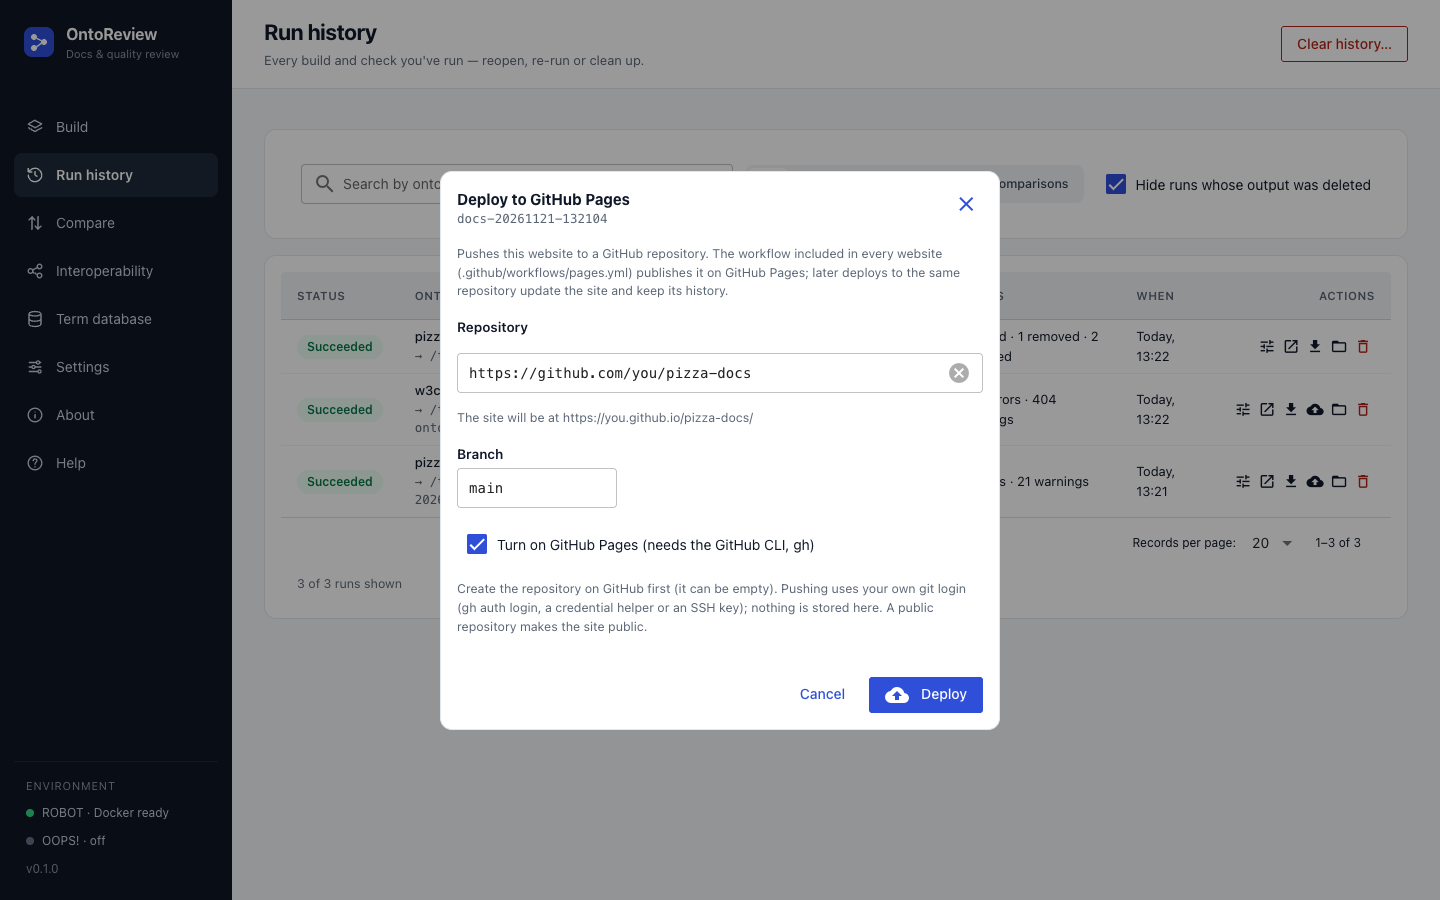 OntoReview
Docs & quality review
Build
Run history
Compare
Interoperability
Term database
Settings
About
Help
ENVIRONMENT
ROBOT · Docker ready
OOPS! · off
v0.1.0
Run history
Every build and check you've run — reopen, re-run or clean up.
Clear history...
Search by onto
omparisons
Hide runs whose output was deleted
STATUS ONT S WHEN ACTIONS
Succeeded pizz d · 1 removed · 2 Today,
→ /t ed 13:22
Succeeded w3c rors · 404 Today,
→ /t gs 13:22
onto
Succeeded pizz s · 21 warnings Today,
→ /t 13:21
2026
Records per page: 20 1–3 of 3
3 of 3 runs shown
Deploy to GitHub Pages
docs-20261121-132104
Pushes this website to a GitHub repository. The workflow included in every website
(.github/workflows/pages.yml) publishes it on GitHub Pages; later deploys to the same
repository update the site and keep its history.
Repository
https://github.com/you/pizza-docs
The site will be at https://you.github.io/pizza-docs/
Branch
main
Turn on GitHub Pages (needs the GitHub CLI, gh)
Create the repository on GitHub first (it can be empty). Pushing uses your own git login
(gh auth login, a credential helper or an SSH key); nothing is stored here. A public
repository makes the site public.
Cancel
Deploy